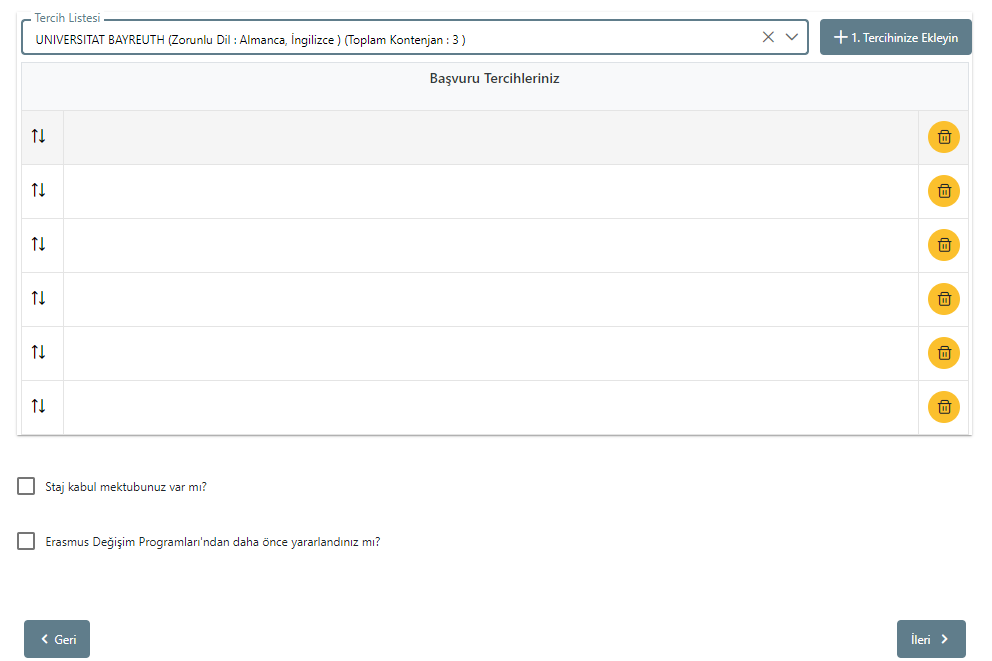 Tercih Listesi
UNIVERSITAT BAYREUTH (Zorunlu Dil : Almanca, İngilizce ) (Toplam Kontenjan : 3 )
1. Tercihinize Ekleyin
Başvuru Tercihleriniz
Staj kabul mektubunuz var mı?
Erasmus Değişim Programları'ndan daha önce yararlandınız mı?
Geri
İleri